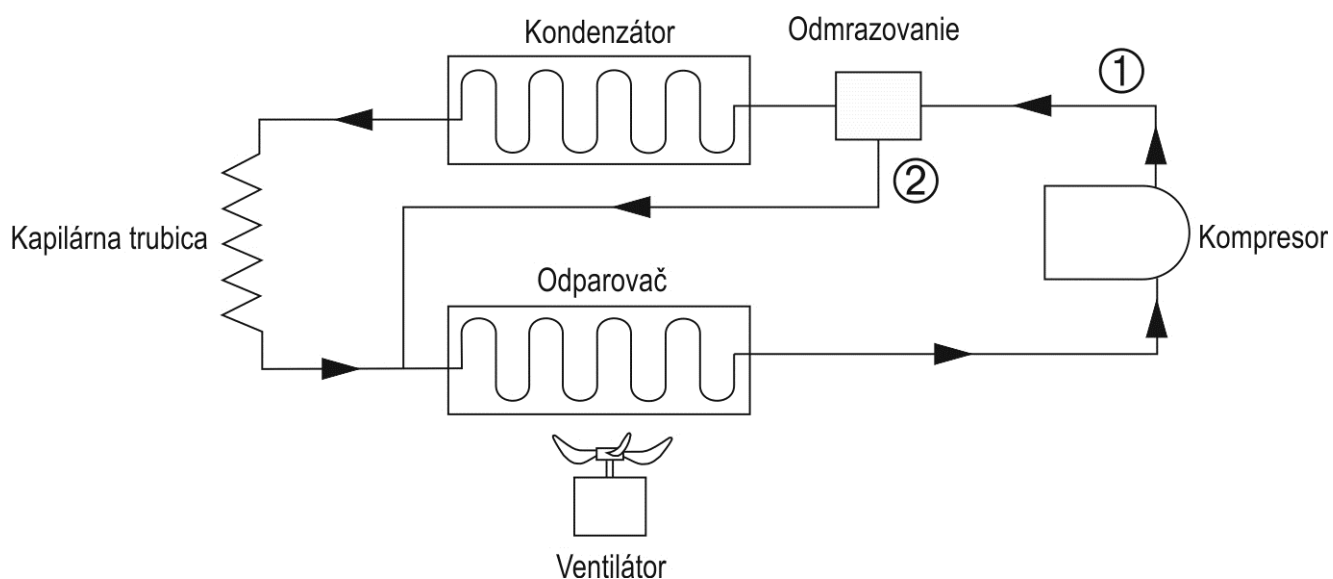 Kondenzátor
Odmrazovanie
①
②
Kapilárna trubica
Kompresor
Odparovač
Ventilátor